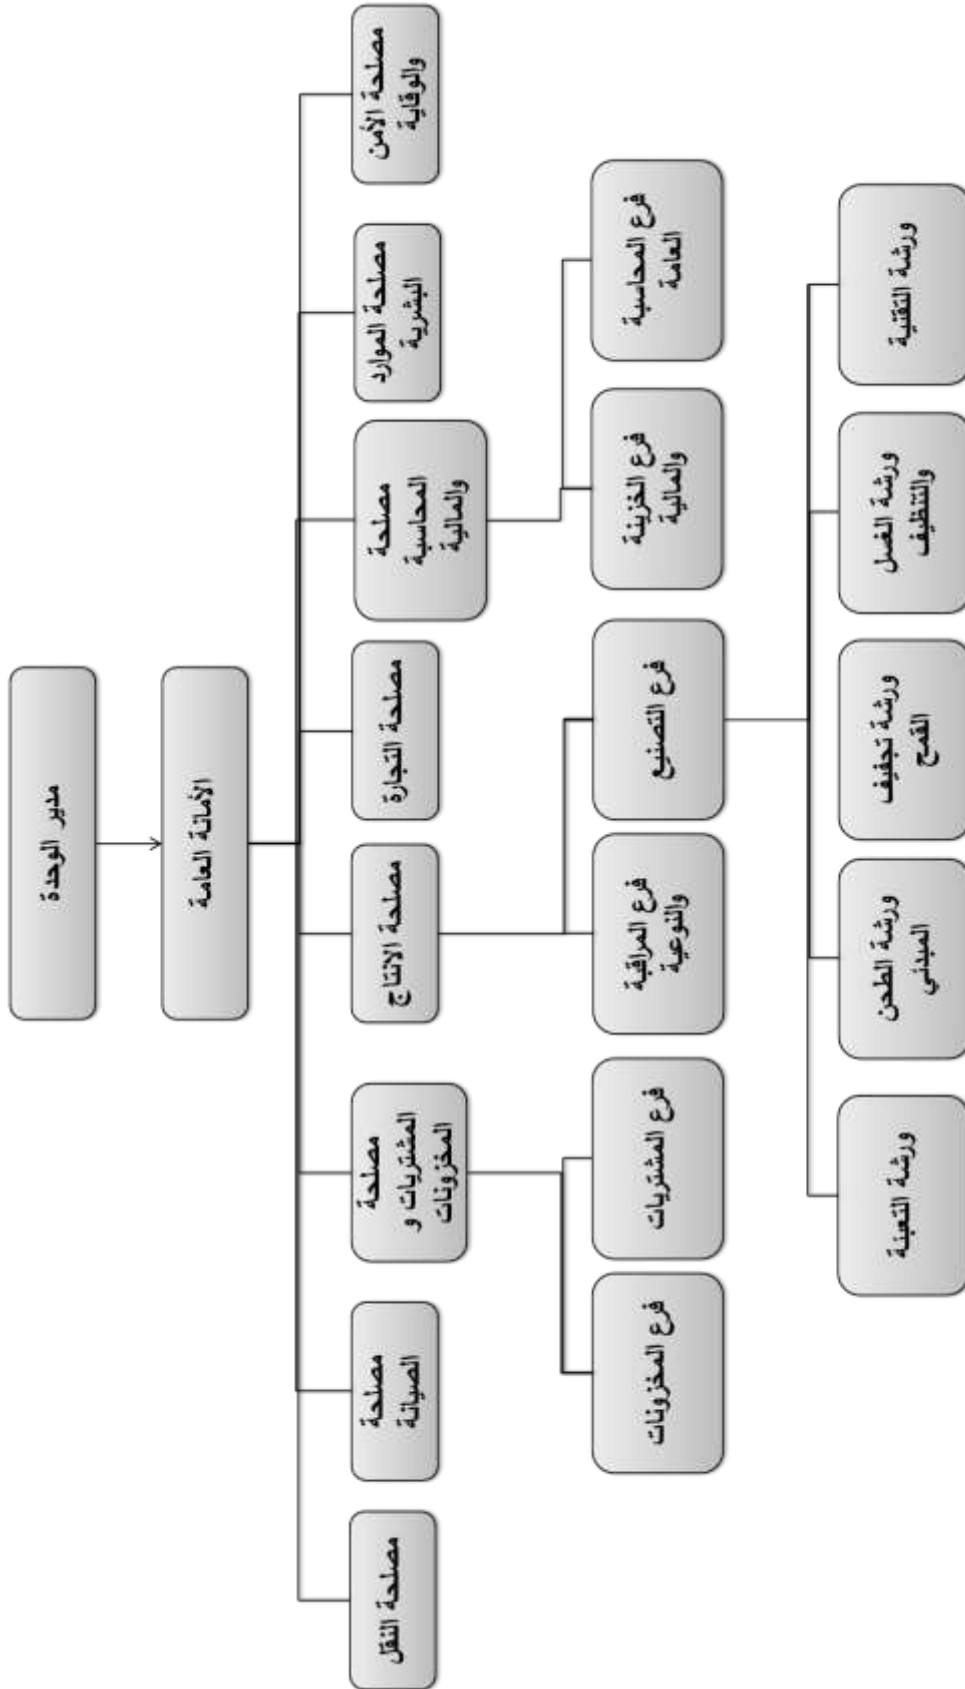 مدير الوحدة
الأمانة العامة
مصلحة الأمن
والوقاية
مصلحة الموارد
البشرية
مصلحة
المحاسبة
والمالية
مصلحة التجارة
مصلحة الانتاج
مصلحة
المشتريات و
المخزونات
مصلحة
الصيانة
مصلحة النقل
فرع المحاسبة
العامة
فرع الخزينة
والمالية
فرع التصنيع
فرع المراقبة
والنوعية
فرع المشتريات
فرع المخزونات
ورشة التقنية
ورشة الغسل
والتنظيف
ورشة تجفيف
القمح
ورشة الطحن
المبدئي
ورشة التعبئة